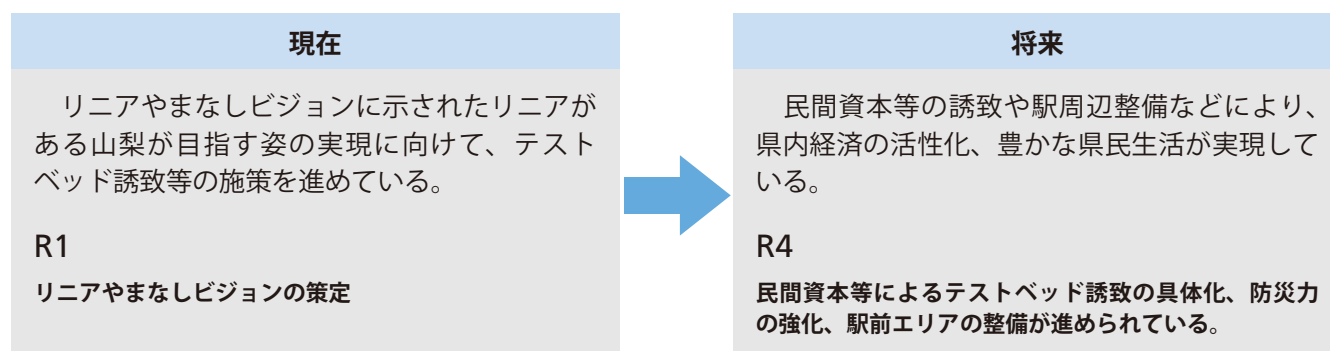 現在
リニアやまなしビジョンに示されたリニアが
ある山梨が目指す姿の実現に向けて、テスト
ベッド誘致等の施策を進めている。
R1
リニアやまなしビジョンの策定
将来
民間資本等の誘致や駅周辺整備などにより、
県内経済の活性化、豊かな県民生活が実現して
いる。
R4
民間資本等によるテストベッド誘致の具体化、防災力
の強化、駅前エリアの整備が進められている。